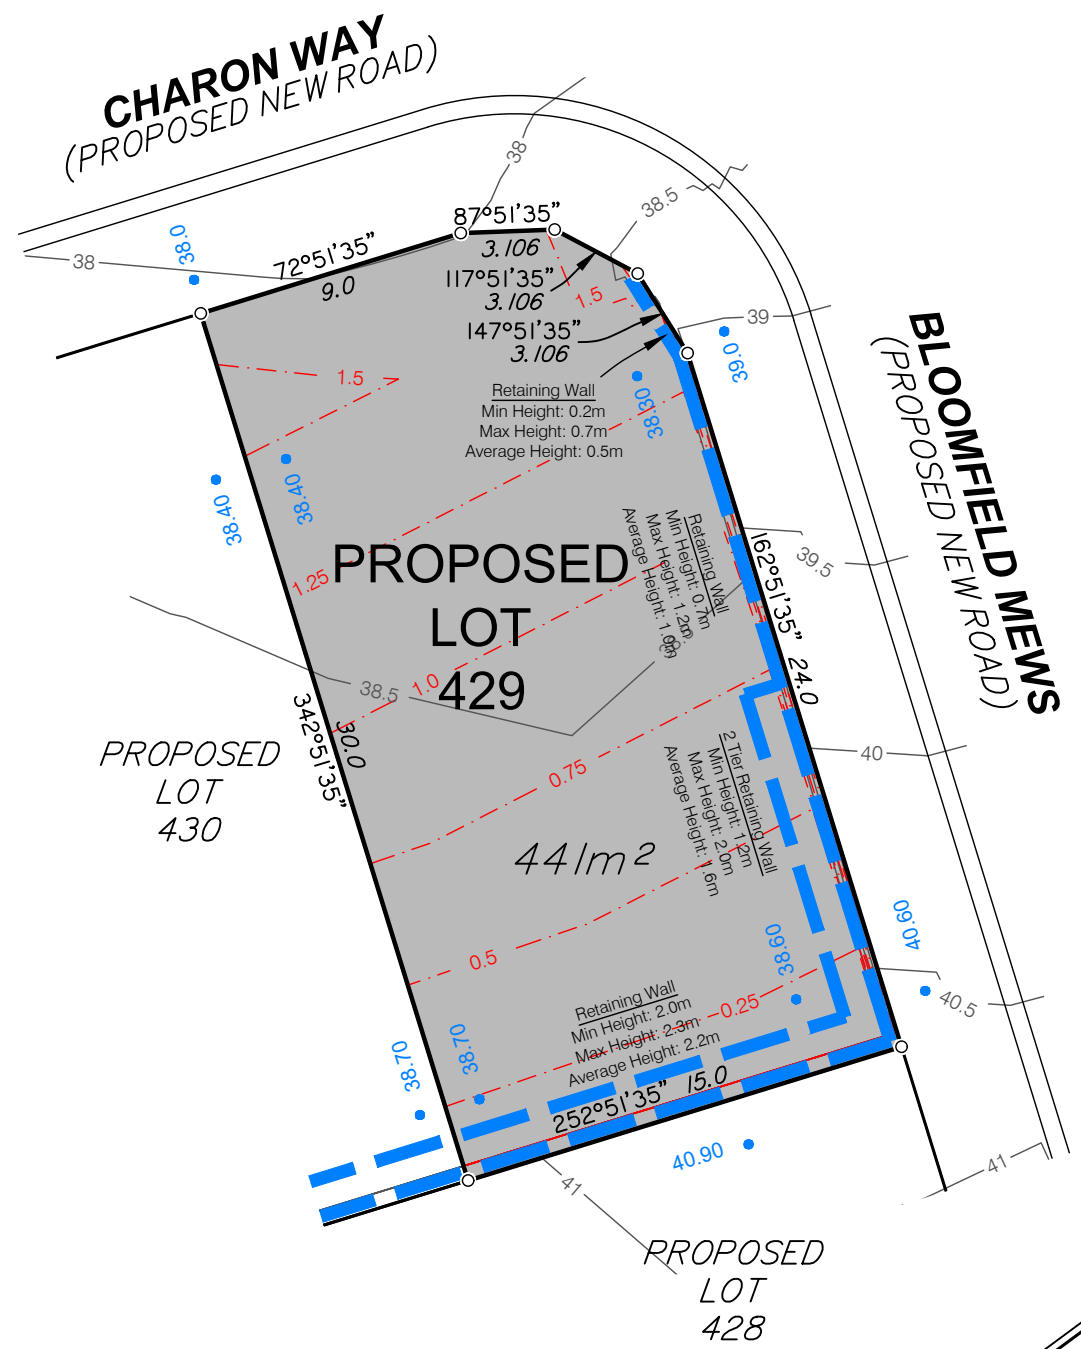 CHARON WAY
(PROPOSED NEW ROAD)
38
38.5
38.0
38
72°51'35"
9.0
87°51'35"
3.106
117°51'35"
3.106
147°51'35"
3.106
1.5
39
39.0
BLOOMFIELD MEWS
(PROPOSED NEW ROAD)
1.5
Retaining Wall
Min Height: 0.2m
Max Height: 0.7m
Average Height: 0.5m
38.30
38.40
38.40
Retaining Wall
Min Height: 0.7m
Max Height: 1.2m
Average Height: 1.0m
39.5
162°51'35"
24.0
1.25
PROPOSED
LOT
429
38.5
1.0
342°51'35"
30.0
PROPOSED
LOT
430
0.75
2 Tier Retaining Wall
Min Height: 1.2m
Max Height: 2.0m
Average Height: 1.6m
40
441m²
0.5
38.60
40.60
40.5
Retaining Wall
Min Height: 2.0m
Max Height: 2.3m
Average Height: 2.2m
0.25
38.70
38.70
252°51'35"
15.0
40.90
41
41
PROPOSED
LOT
428